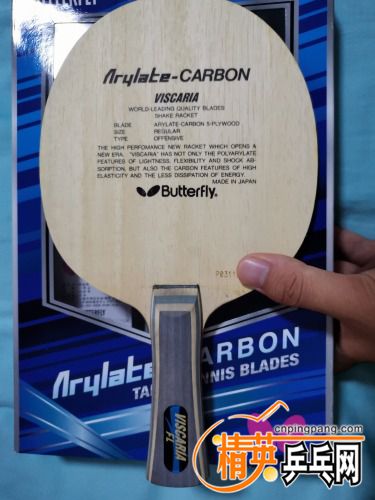 BUTTERFLY
Arylate-CARBON
VISCARIA
WORLD-LEADING QUALITY BLADES
SHAKE RACKET
BLADE ARYLATE-CARBON 5-PLYWOOD
SIZE REGULAR
TYPE OFFENSIVE
THE HIGH PERFOMANCE NEW RACKET WHICH OPENS A
NEW ERA. "VISCARIA" HAS NOT ONLY THE POLYARYLATE
FEATURES OF LIGHTNESS, FLEXIBILITY AND SHOCK AB-
SORPTION, BUT ALSO THE CARBON FEATURES OF HIGH
ELASTICITY AND THE LESS DISSIPATION OF ENERGY.
MADE IN JAPAN
Butterfly.
Arylate-CARBON
TA NNIS BLADES
VISCARIA
FL
cnpingpang.com
精英乒乓网